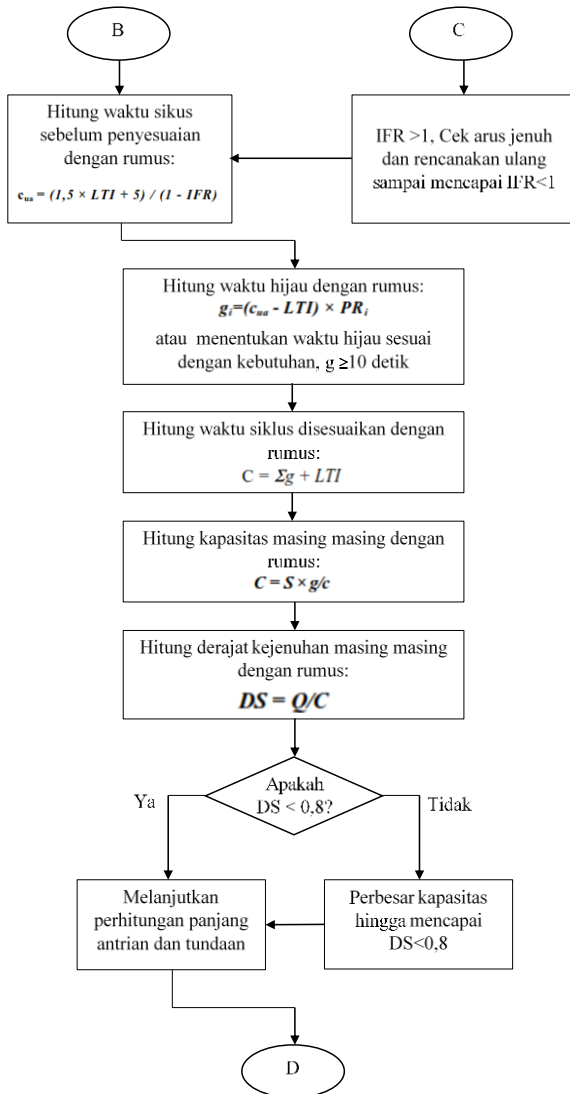 B
C
Hitung waktu sikus
sebelum penyesuaian
dengan rumus:
c_ua = (1,5 × LTI + 5) / (1 - IFR)
IFR >1, Cek arus jenuh
dan rencanakan ulang
sampai mencapai IFR<1
Hitung waktu hijau dengan rumus:
g_i=(c_ua - LTI) × PR_i
atau menentukan waktu hijau sesuai
dengan kebutuhan, g ≥10 detik
Hitung waktu siklus disesuaikan dengan
rumus:
C = Σg + LTI
Hitung kapasitas masing masing dengan
rumus:
C = S × g/c
Hitung derajat kejenuhan masing masing
dengan rumus:
DS = Q/C
Apakah
DS < 0,8?
Ya
Tidak
Melanjutkan
perhitungan panjang
antrian dan tundaan
Perbesar kapasitas
hingga mencapai
DS<0,8
D